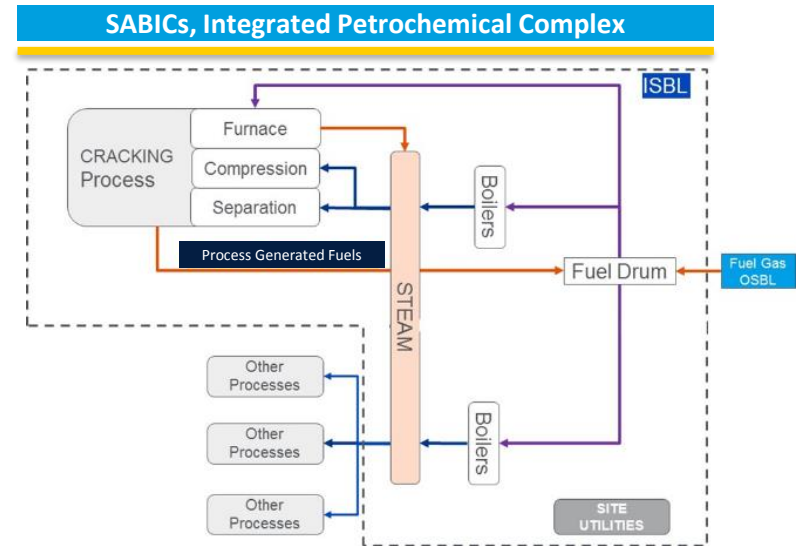 SABICs, Integrated Petrochemical Complex
ISBL
CRACKING
Process
Furnace
Compression
Separation
Boilers
Process Generated Fuels
STEAM
Fuel Drum
Fuel Gas
OSBL
Other
Processes
Other
Processes
Other
Processes
Boilers
SITE
UTILITIES